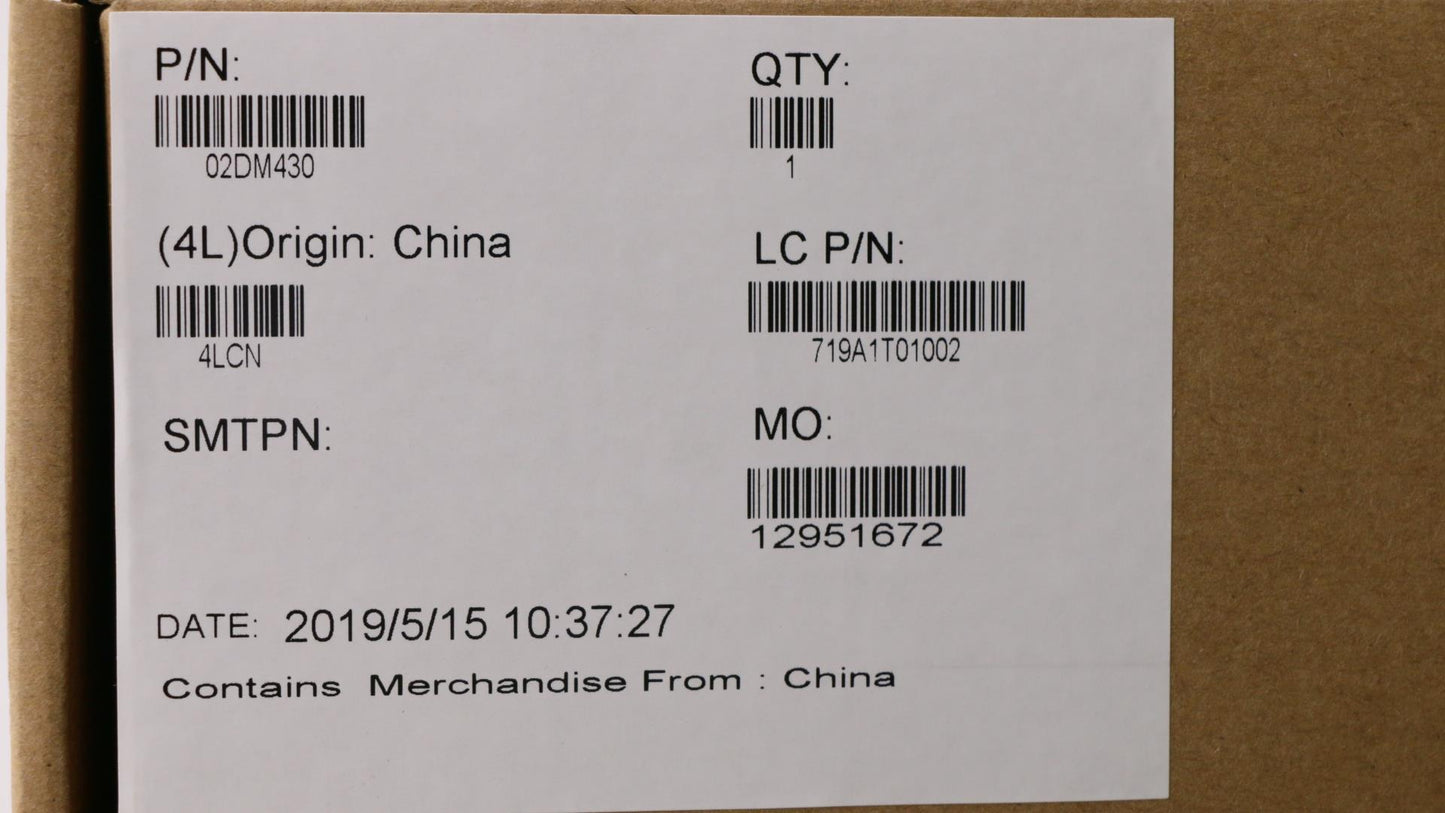 P/N:
02DM430
QTY:
1
(4L)Origin: China
4LCN
LC P/N:
719A1T01002
SMTPN:
MO:
12951672
DATE: 2019/5/15 10:37:27
Contains Merchandise From : China